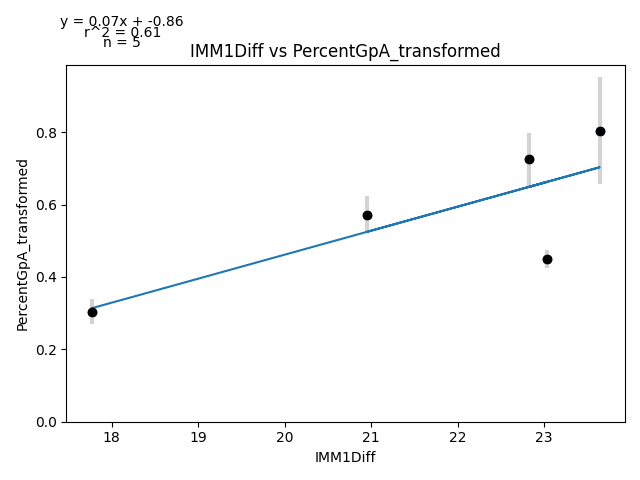 y = 0.07x + -0.86
r^2 = 0.61
n = 5
IMM1Diff vs PercentGpA_transformed
PercentGpA_transformed
0.8
0.6
0.4
0.2
0.0
18 19 20 21 22 23
IMM1Diff